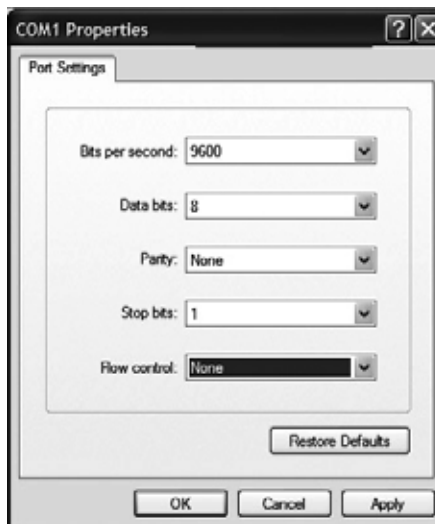 COM1 Properties
Port Settings
Bits per second: 9600
Data bits: 8
Parity: None
Stop bits: 1
Flow control: None
Restore Defaults
OK Cancel Apply